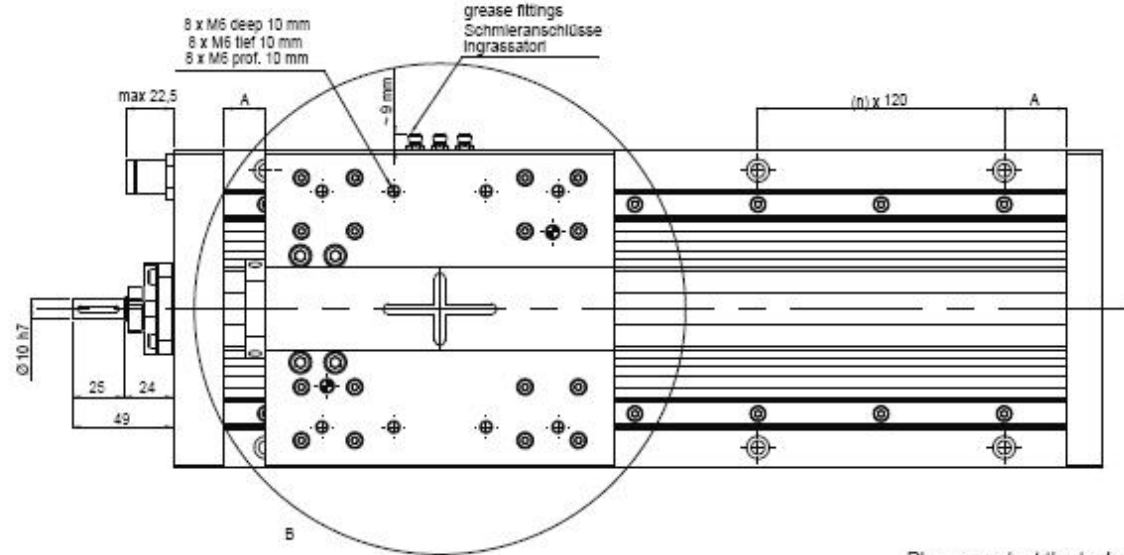 grease fittings
Schmieranschlüsse
Ingrassatori
8 x M6 deep 10 mm
8 x M6 tief 10 mm
8 x M6 prof. 10 mm
max 22,5
A
~ 9 mm
(n) x 120
A
Ø 10 h7
25
24
49
B